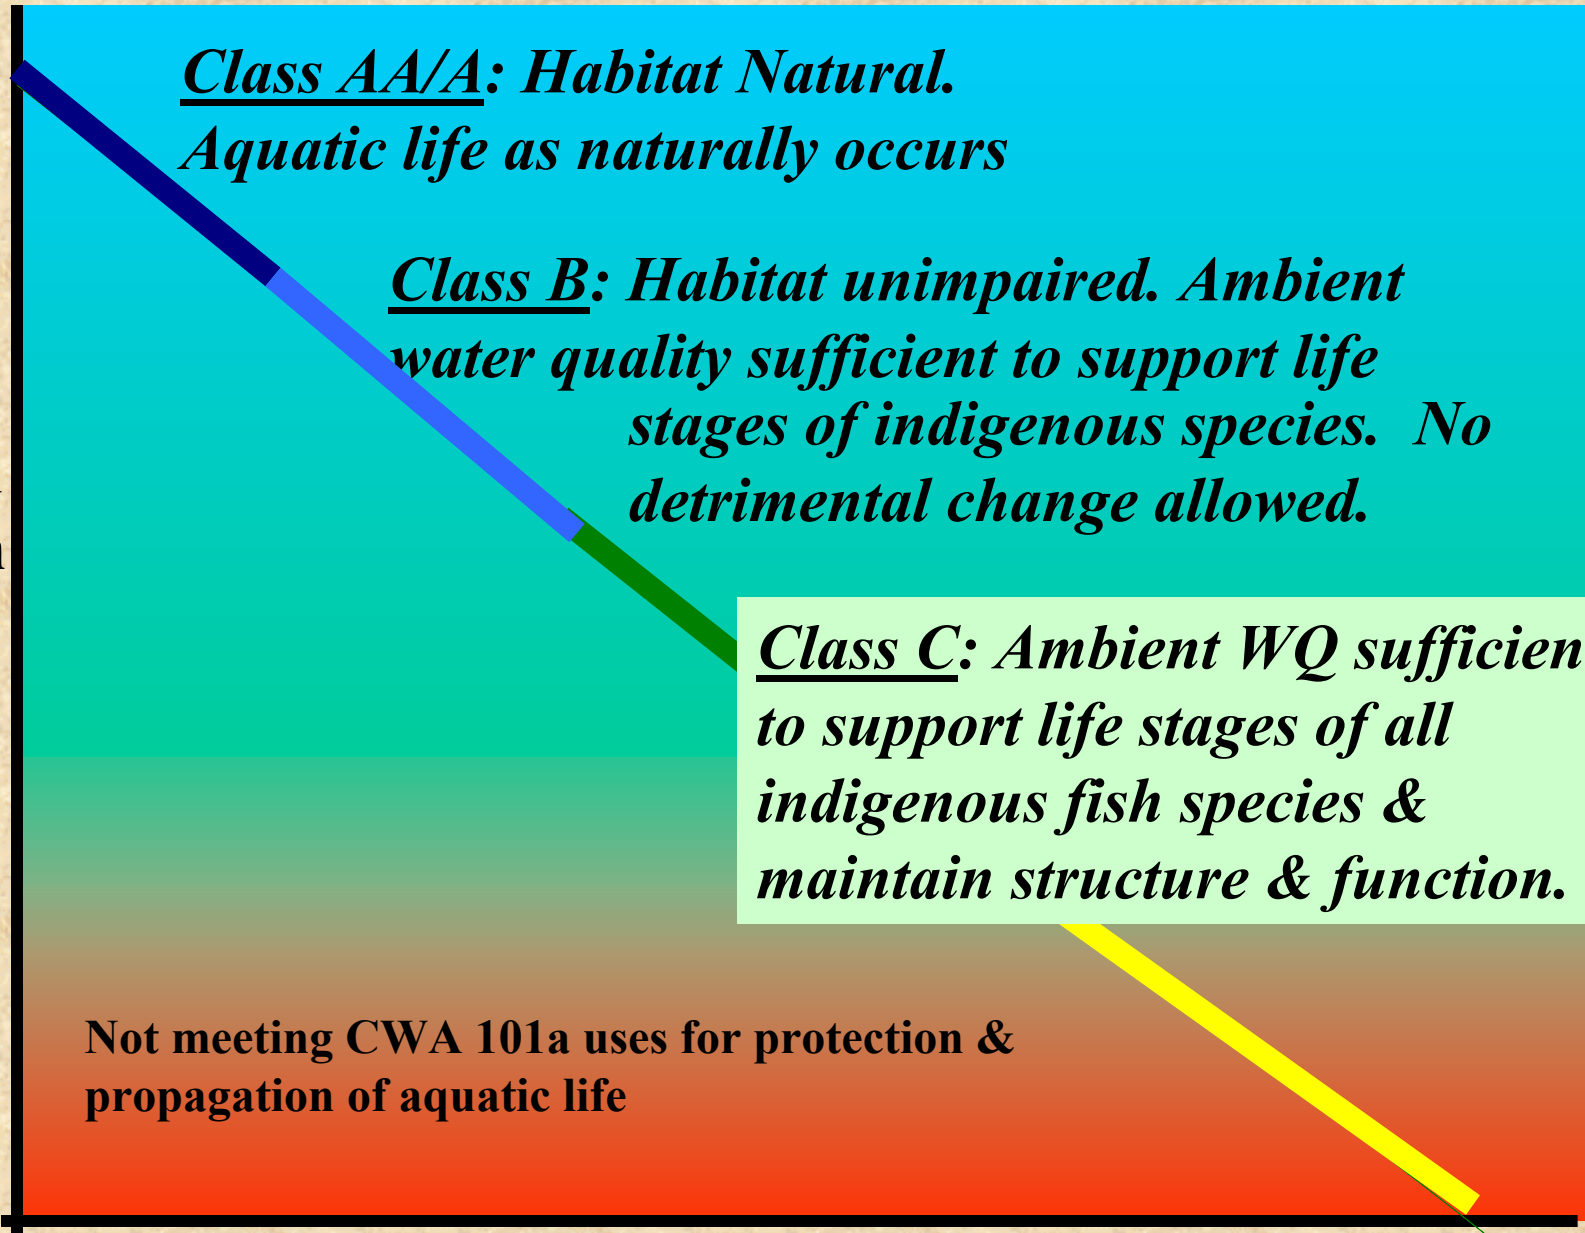 Class AA/A: Habitat Natural.
Aquatic life as naturally occurs
Class B: Habitat unimpaired. Ambient
water quality sufficient to support life
stages of indigenous species. No
detrimental change allowed.
Class C: Ambient WQ sufficien
to support life stages of all
indigenous fish species &
maintain structure & function.
Not meeting CWA 101a uses for protection &
propagation of aquatic life